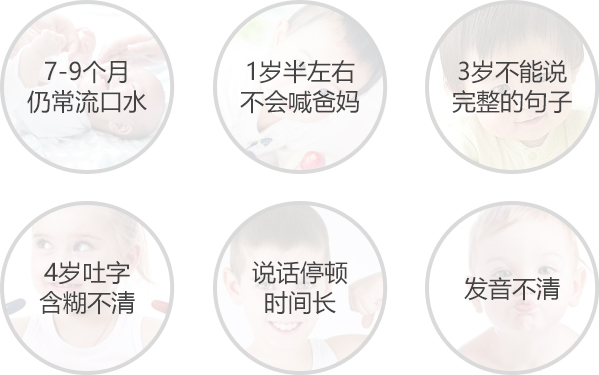 7-9个月
仍常流口水
1岁半左右
不会喊爸妈
3岁不能说
完整的句子
4岁吐字
含糊不清
说话停顿
时间长
发音不清